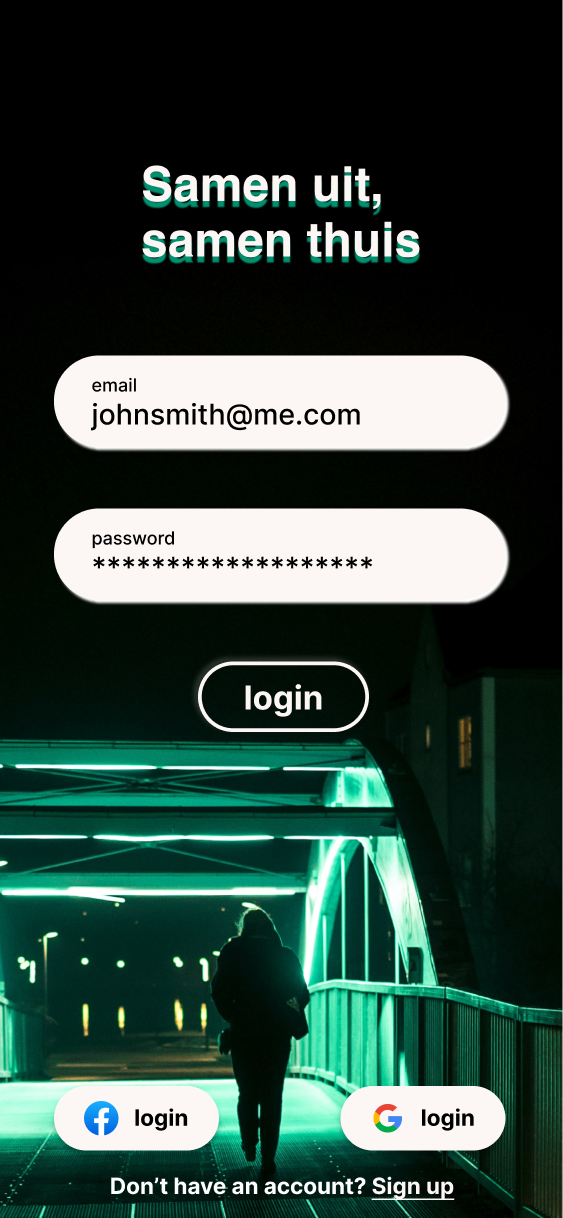 Samen uit,
samen thuis
email
johnsmith@me.com
password
*******************
login
login
login
Don’t have an account? Sign up